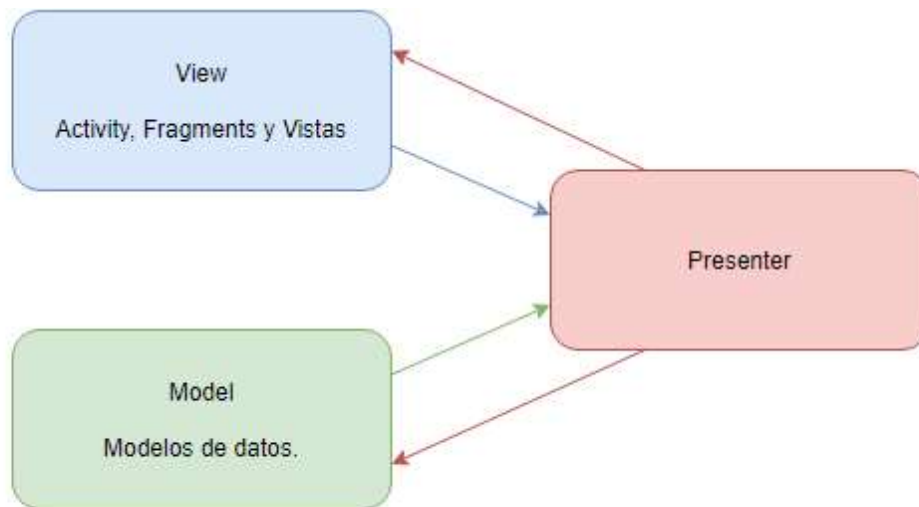 View
Activity, Fragments y Vistas
Presenter
Model
Modelos de datos.